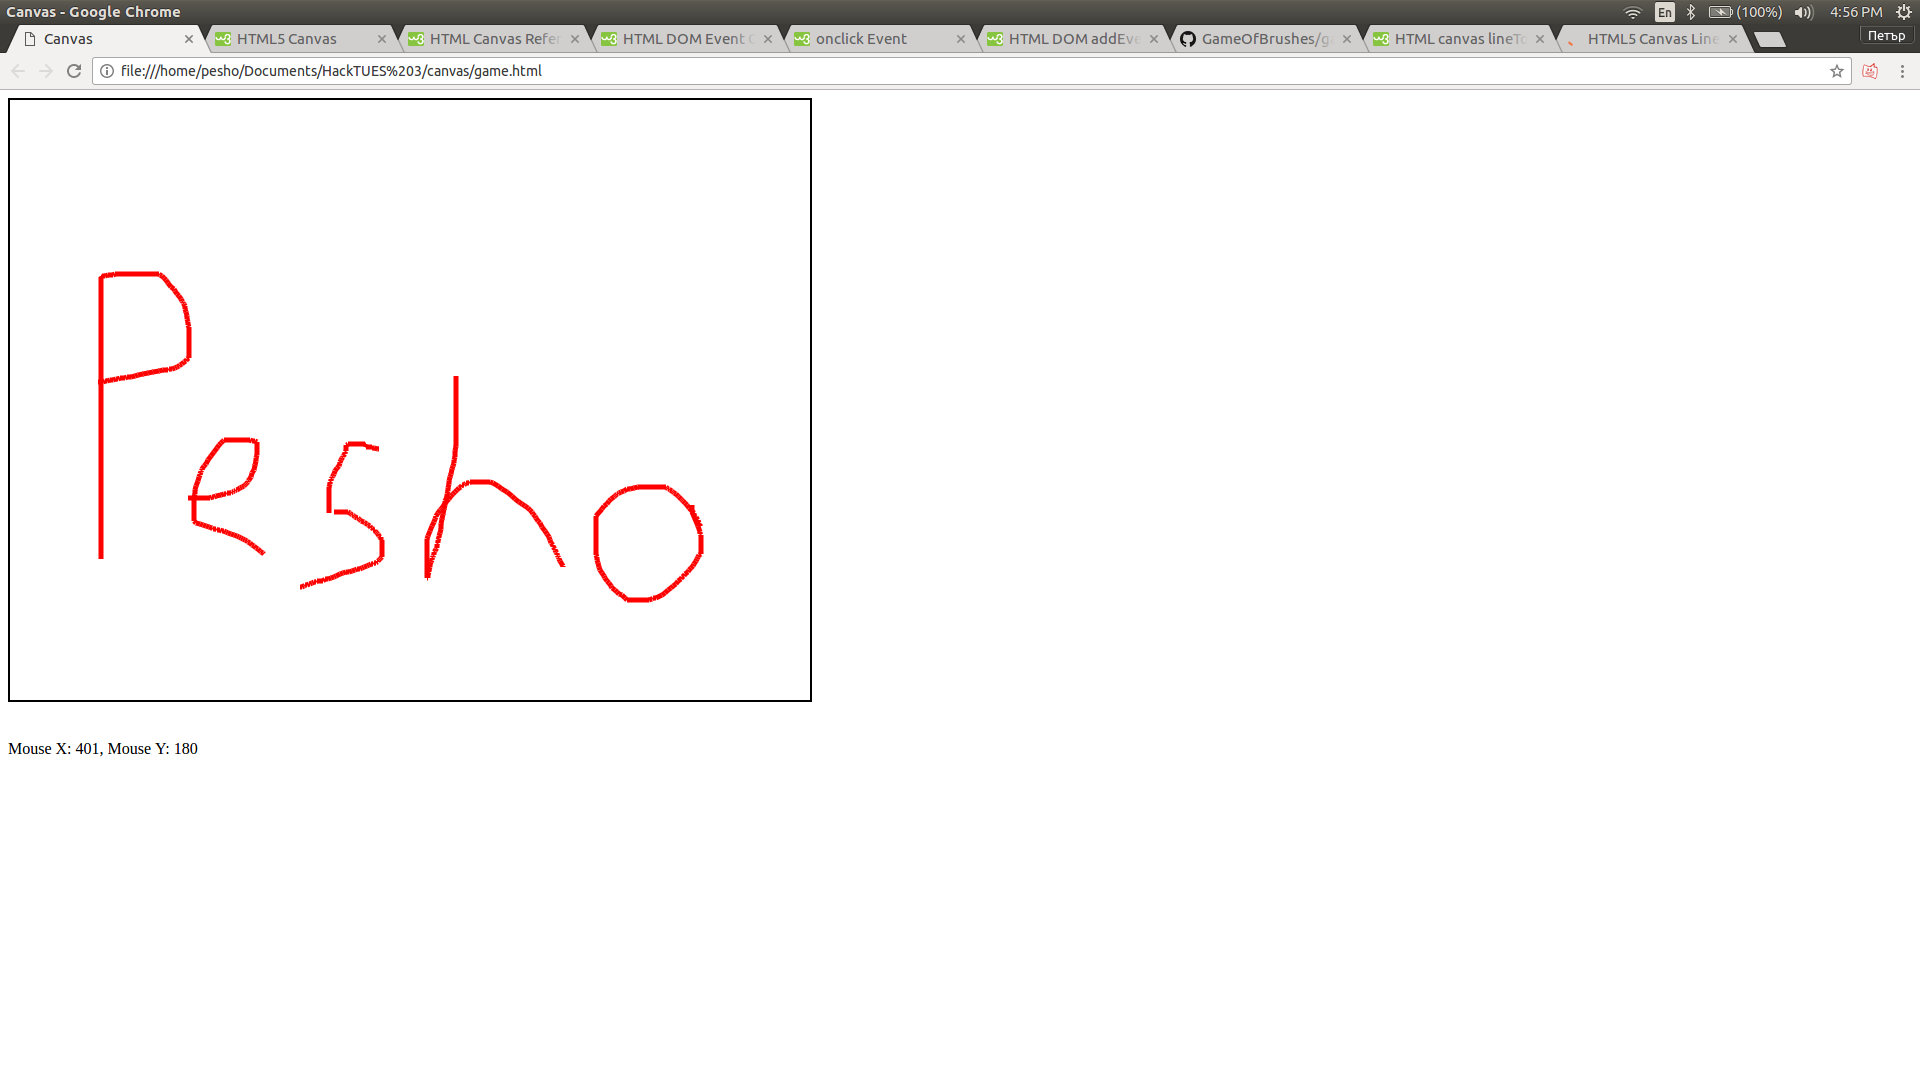 Canvas - Google Chrome
En (100%) 4:56 PM
Canvas
HTML5 Canvas
HTML Canvas Refe
HTML DOM Event
onclick Event
HTML DOM addEve
GameOfBrushes/g
HTML canvas lineT
HTML5 Canvas Line
Петър
file:///home/pesho/Documents/HackTUES%203/canvas/game.html
Pesho
Mouse X: 401, Mouse Y: 180